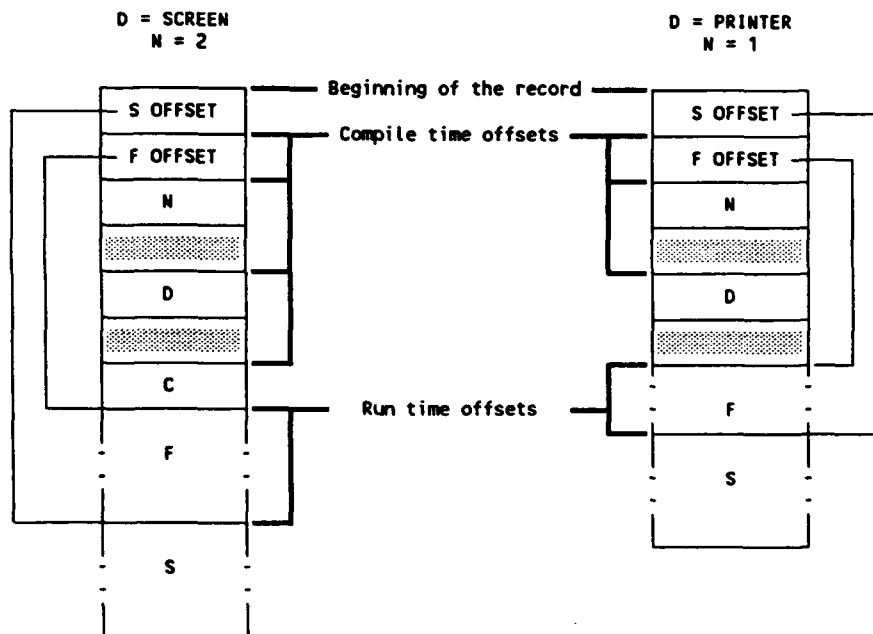 D = SCREEN
N = 2
D = PRINTER
N = 1
Beginning of the record
Compile time offsets
Run time offsets
S OFFSET
F OFFSET
N
D
C
F
S
S OFFSET
F OFFSET
N
D
F
S